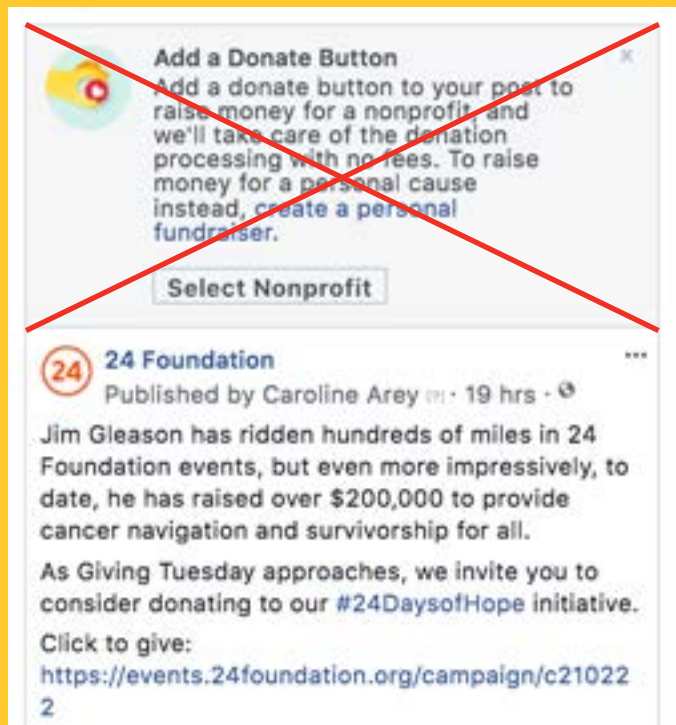 Add a Donate Button
Add a donate button to your post to
raise money for a nonprofit, and
we'll take care of the donation
processing with no fees. To raise
money for a personal cause
instead, create a personal
fundraiser.
Select Nonprofit
24
24 Foundation
Published by Caroline Arey [?] · 19 hrs ·
Jim Gleason has ridden hundreds of miles in 24
Foundation events, but even more impressively, to
date, he has raised over $200,000 to provide
cancer navigation and survivorship for all.
As Giving Tuesday approaches, we invite you to
consider donating to our #24DaysofHope initiative.
Click to give:
https://events.24foundation.org/campaign/c21022
2